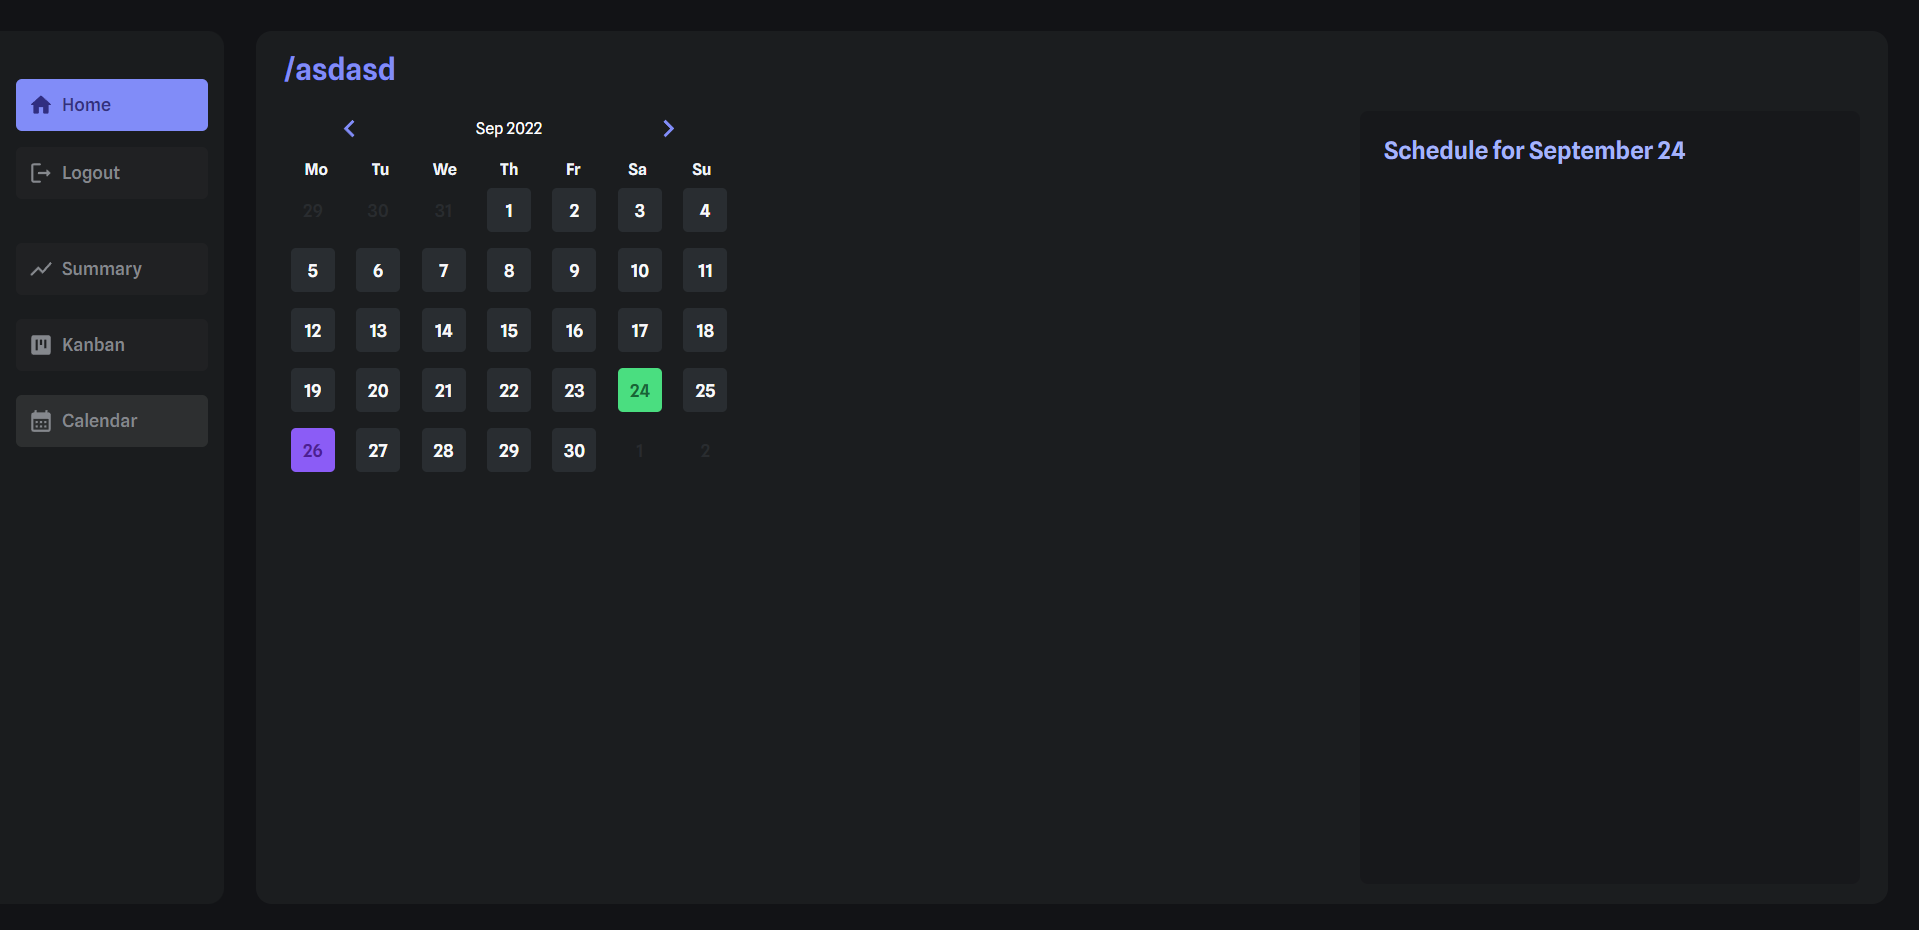 Home
Logout
Summary
Kanban
Calendar
/asdasd
Sep 2022
Mo Tu We Th Fr Sa Su
29 30 31 1 2 3 4
5 6 7 8 9 10 11
12 13 14 15 16 17 18
19 20 21 22 23 24 25
26 27 28 29 30 1 2
Schedule for September 24